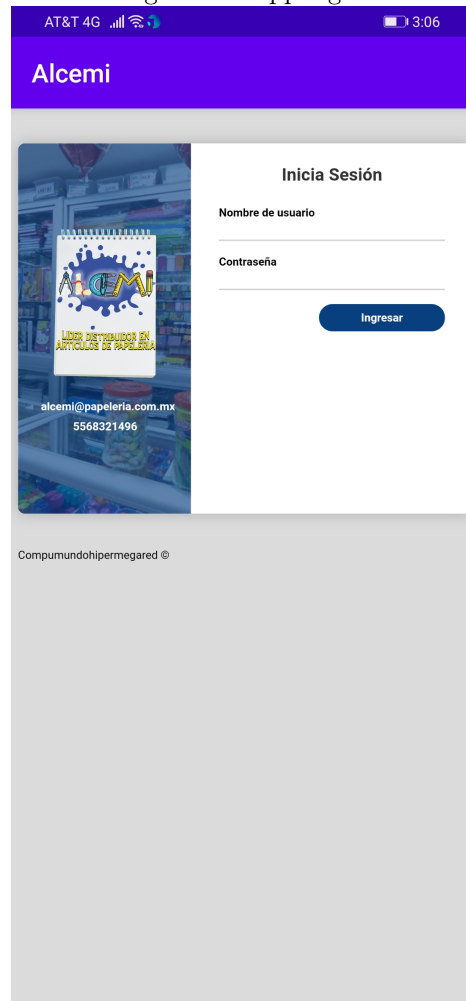 AT&T 4G
3:06
Alcemi
ALCEMI
LIDER DISTRIBUIDOR EN
ARTICULOS DE PAPELERIA
alcemi@papeleria.com.mx
5568321496
Inicia Sesión
Nombre de usuario
Contraseña
Ingresar
Compumundohipermegared ©